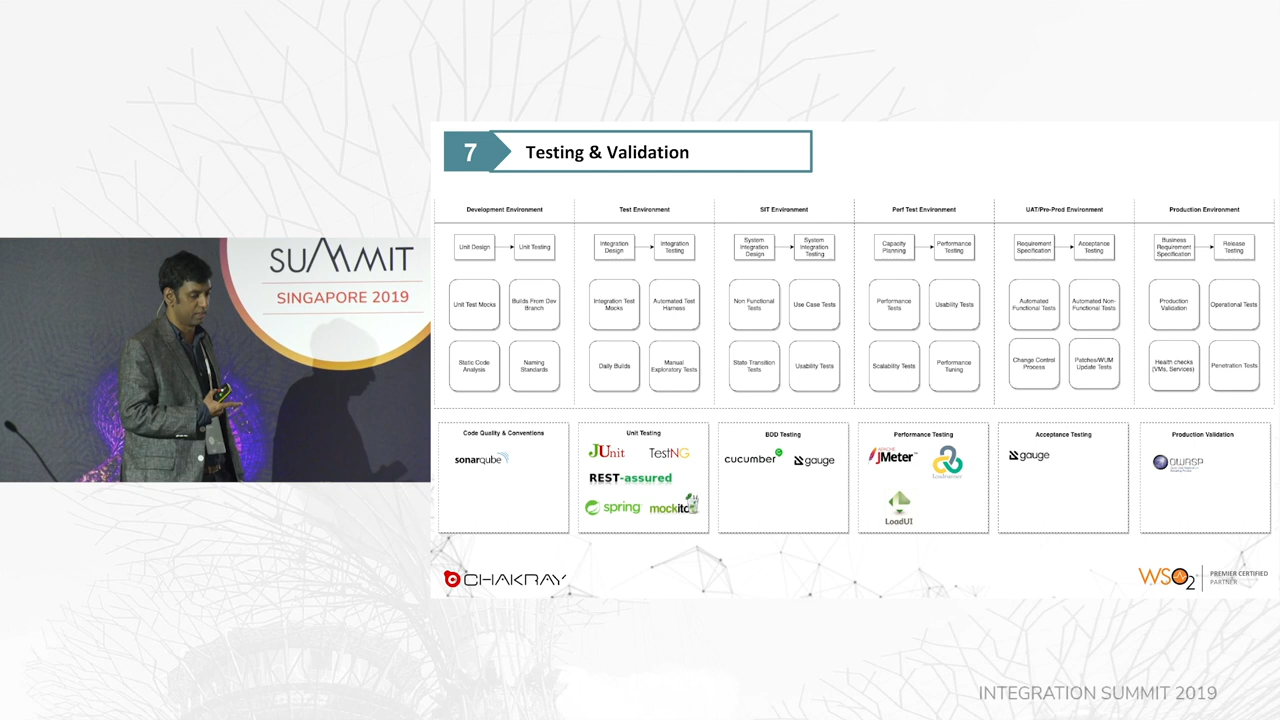 SUMMIT
SINGAPORE 2019
7
Testing & Validation
Development Environment
Test Environment
SIT Environment
Perf Test Environment
UAT/Pre-Prod Environment
Production Environment
Unit Design
Unit Testing
Integration
Design
Integration
Testing
System
Integration
Design
System
Integration
Testing
Capacity
Planning
Performance
Testing
Requirement
Specification
Acceptance
Testing
Business
Requirement
Specification
Release
Testing
Unit Test Mocks
Builds From Dev
Branch
Integration Test
Mocks
Automated Test
Harness
Non Functional
Tests
Use Case Tests
Performance
Tests
Usability Tests
Automated
Functional Tests
Automated Non-
Functional Tests
Production
Validation
Operational Tests
Static Code
Analysis
Naming
Standards
Daily Builds
Manual
Exploratory Tests
State Transition
Tests
Usability Tests
Scalability Tests
Performance
Tuning
Change Control
Process
Patches/WUM
Update Tests
Health checks
(VMs, Services)
Penetration Tests
Code Quality & Conventions
sonarqube
Unit Testing
JUnit
TestNG
REST-assured
spring
mockito
BDD Testing
cucumber
gauge
Performance Testing
APACHE
JMeter™
Loadrunner
LoadUI
Acceptance Testing
gauge
Production Validation
OWASP
CHAKRAY
WSO2
PREMIER CERTIFIED
PARTNER
INTEGRATION SUMMIT 2019